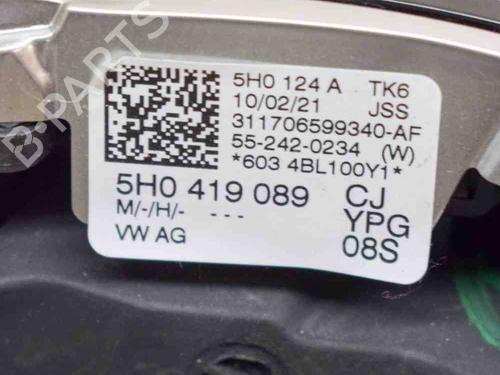 5H0 124 A TK6
10/02/21 JSS
311706599340-AF
55-242-0234 (W)
*603 4BL100Y1*
5H0 419 089 CJ
M/-/H/- --- YPG
VW AG 08S